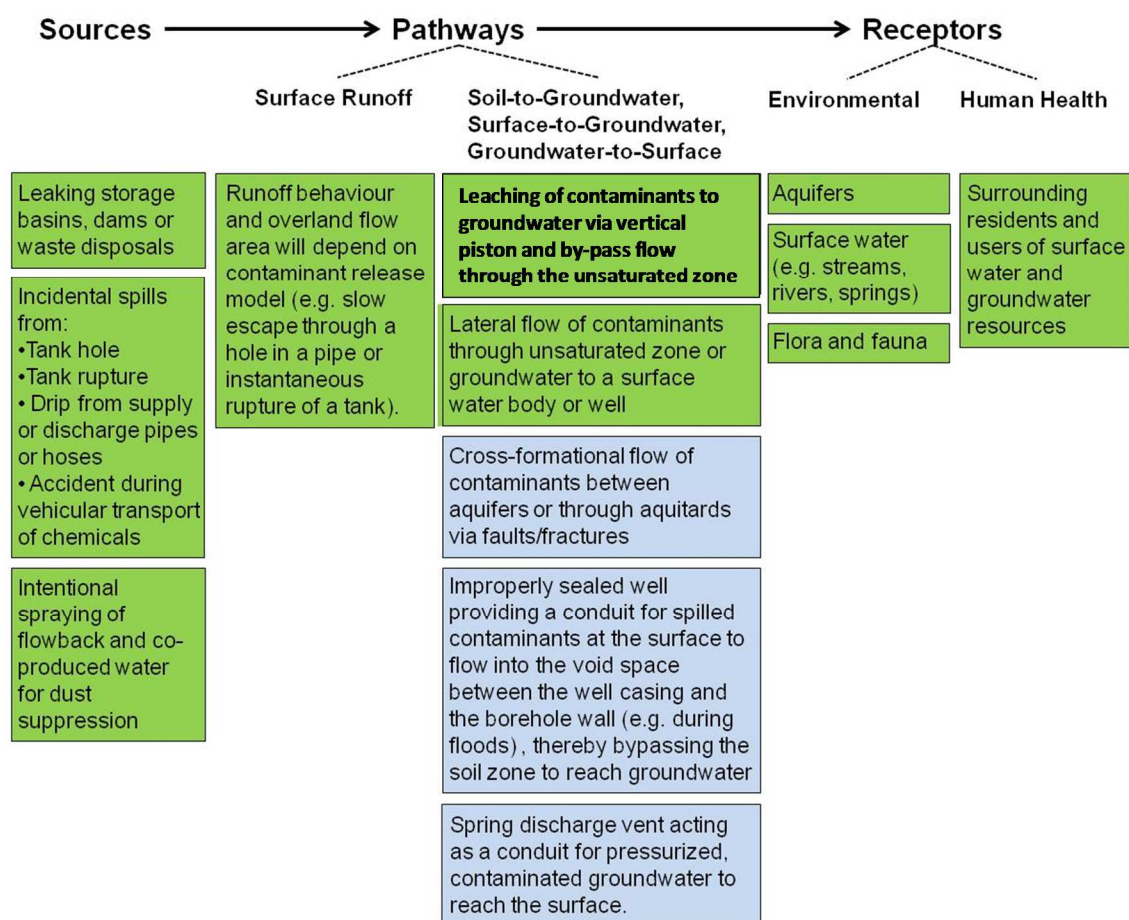 Sources
Pathways
Receptors
Surface Runoff
Soil-to-Groundwater,
Surface-to-Groundwater,
Groundwater-to-Surface
Environmental
Human Health
Leaking storage
basins, dams or
waste disposals
Incidental spills
from:
•Tank hole
•Tank rupture
• Drip from supply
or discharge pipes
or hoses
• Accident during
vehicular transport
of chemicals
Intentional
spraying of
flowback and co-
produced water
for dust
suppression
Runoff behaviour
and overland flow
area will depend on
contaminant release
model (e.g. slow
escape through a
hole in a pipe or
instantaneous
rupture of a tank).
Leaching of contaminants to
groundwater via vertical
piston and by-pass flow
through the unsaturated zone
Lateral flow of contaminants
through unsaturated zone or
groundwater to a surface
water body or well
Cross-formational flow of
contaminants between
aquifers or through aquitards
via faults/fractures
Improperly sealed well
providing a conduit for spilled
contaminants at the surface to
flow into the void space
between the well casing and
the borehole wall (e.g. during
floods) , thereby bypassing the
soil zone to reach groundwater
Spring discharge vent acting
as a conduit for pressurized,
contaminated groundwater to
reach the surface.
Aquifers
Surface water
(e.g. streams,
rivers, springs)
Flora and fauna
Surrounding
residents and
users of surface
water and
groundwater
resources